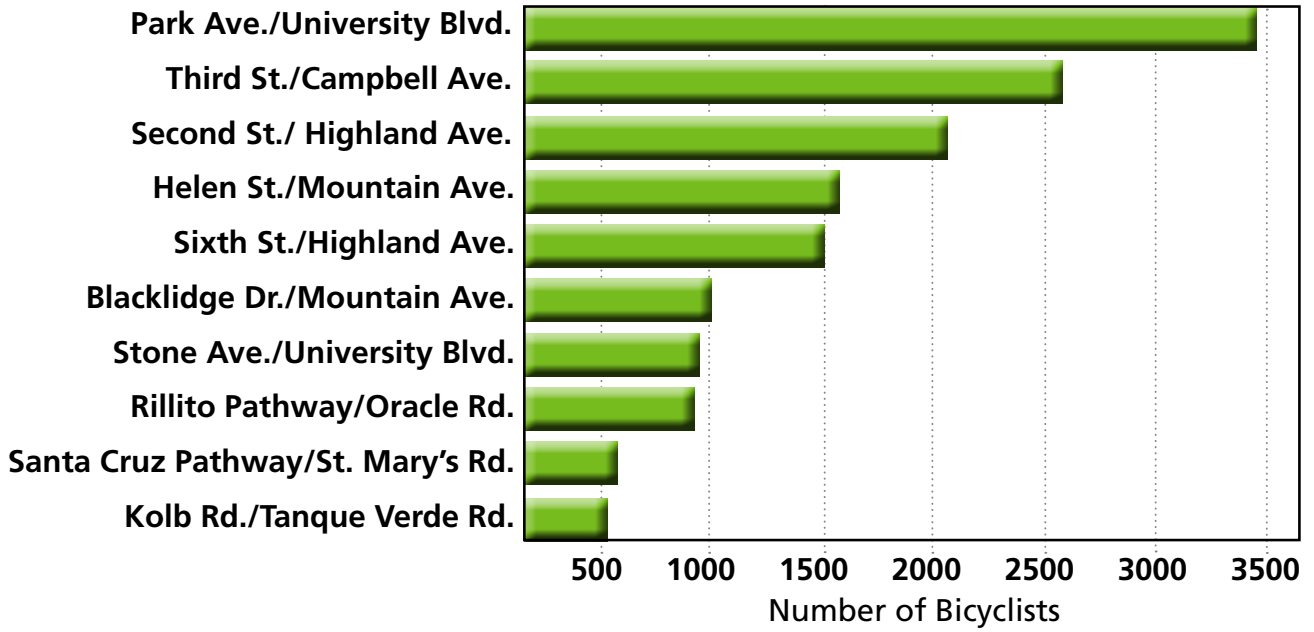 Park Ave./University Blvd.
Third St./Campbell Ave.
Second St./ Highland Ave.
Helen St./Mountain Ave.
Sixth St./Highland Ave.
Blacklidge Dr./Mountain Ave.
Stone Ave./University Blvd.
Rillito Pathway/Oracle Rd.
Santa Cruz Pathway/St. Mary’s Rd.
Kolb Rd./Tanque Verde Rd.
500 1000 1500 2000 2500 3000 3500
Number of Bicyclists